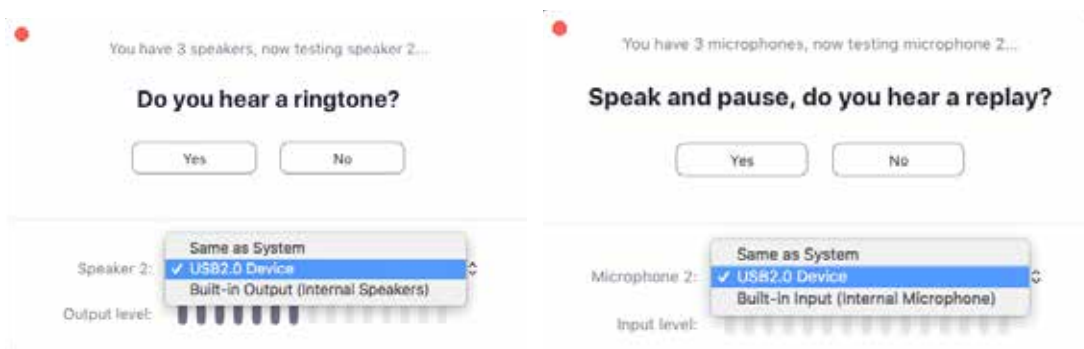 You have 3 speakers, now testing speaker 2...
Do you hear a ringtone?
Yes
No
Same as System
Speaker 2:
✓ USB2.0 Device
Built-in Output (Internal Speakers)
Output level:
You have 3 microphones, now testing microphone 2...
Speak and pause, do you hear a replay?
Yes
No
Same as System
Microphone 2:
✓ USB2.0 Device
Built-in Input (Internal Microphone)
Input level: